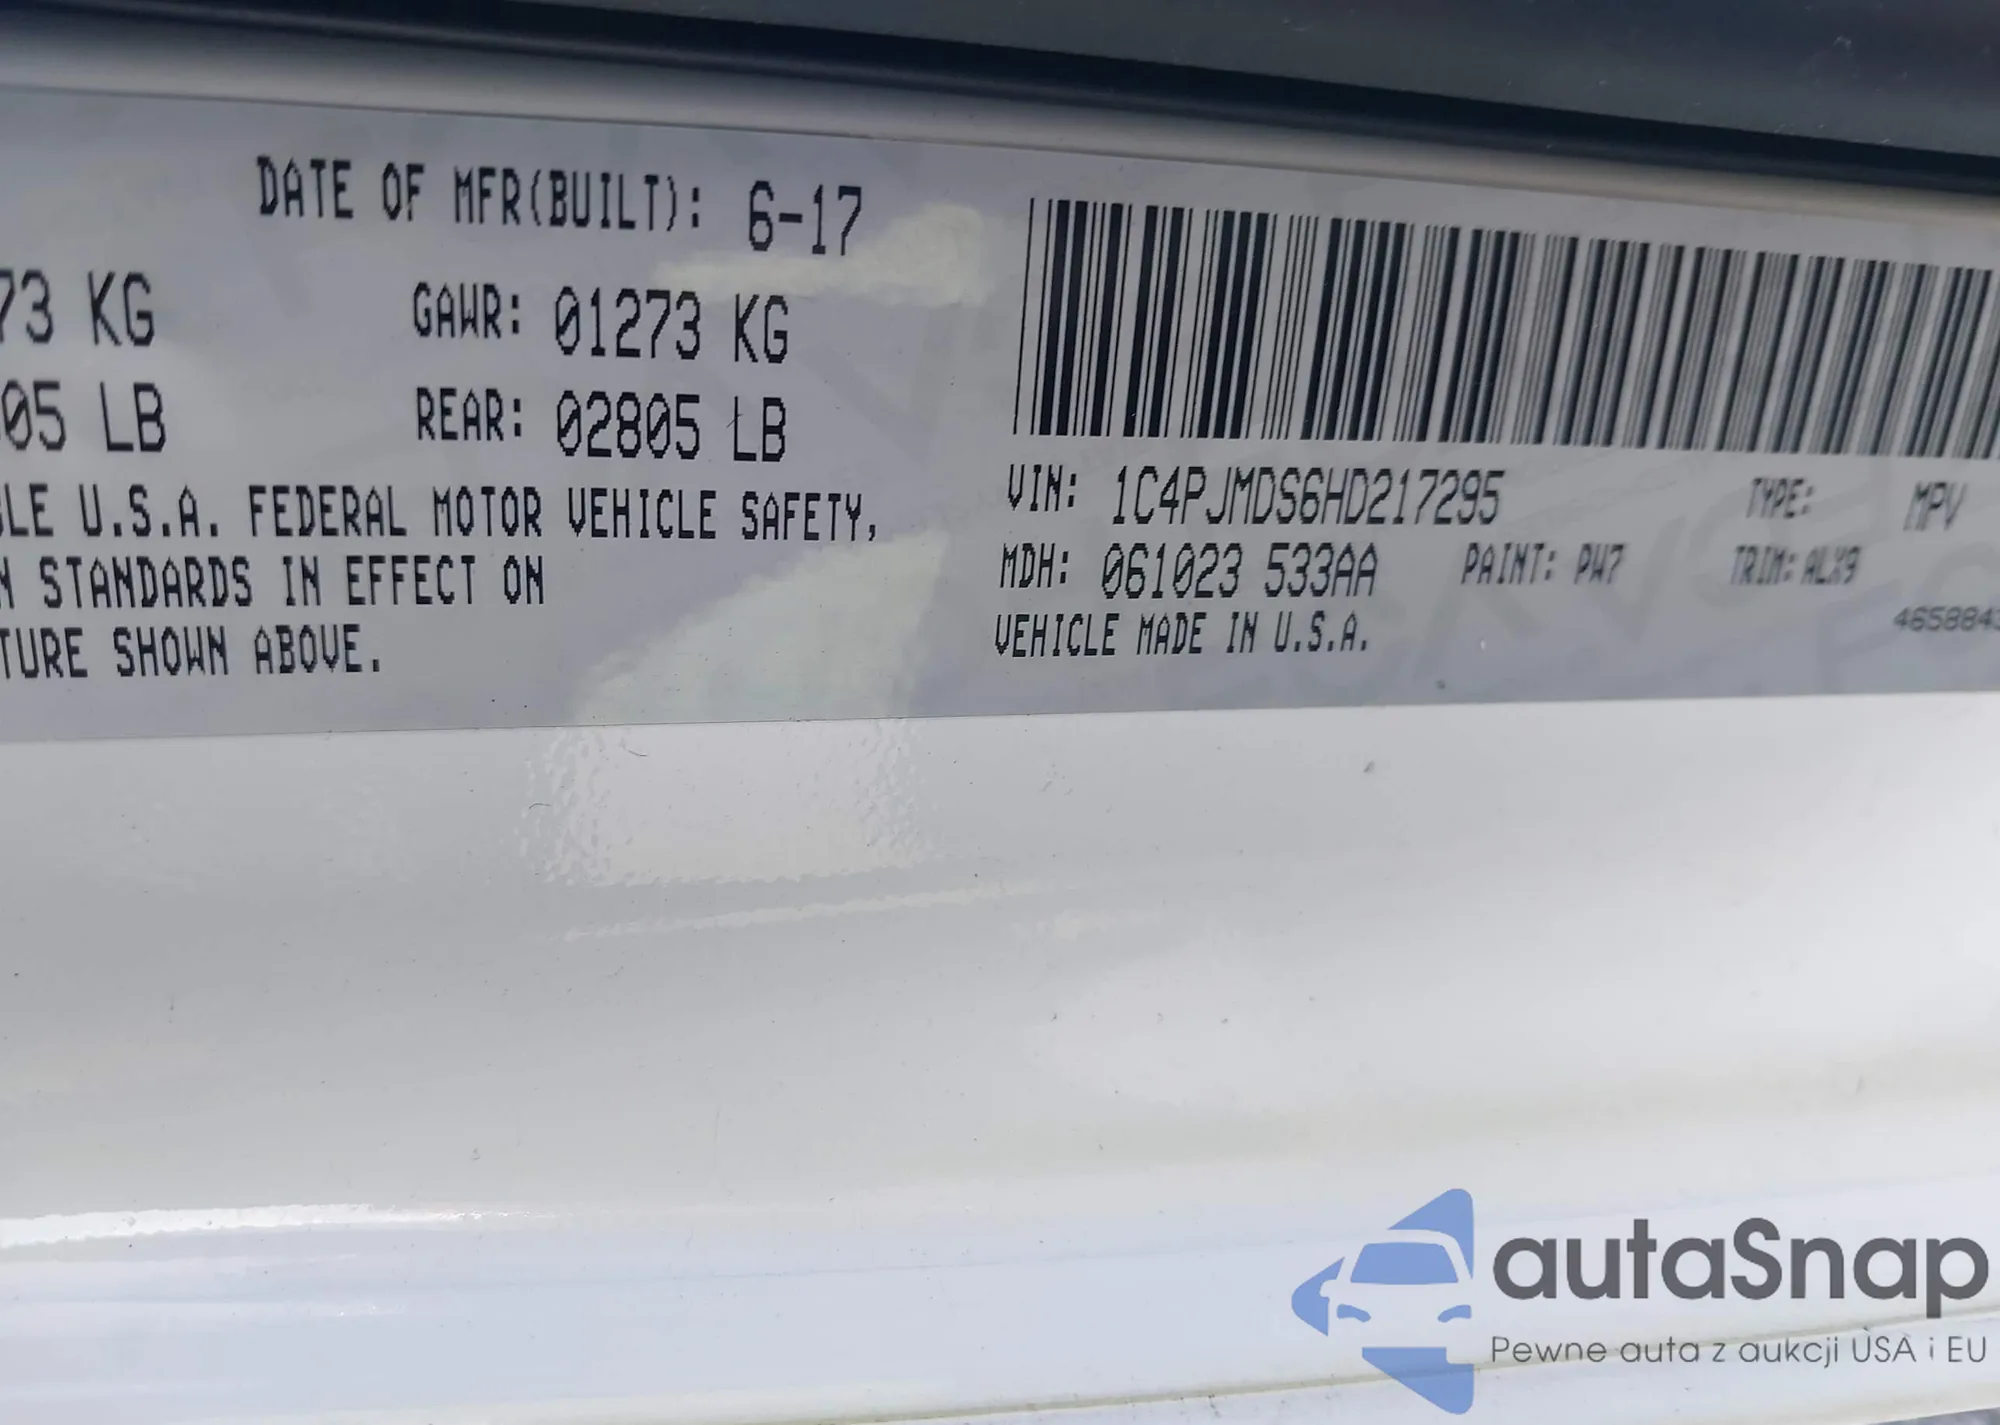 DATE OF MFR(BUILT): 6-17
73 KG GAWR: 01273 KG
05 LB REAR: 02805 LB
LE U.S.A. FEDERAL MOTOR VEHICLE SAFETY,
N STANDARDS IN EFFECT ON
TURE SHOWN ABOVE.
VIN: 1C4PJMDS6HD217295 TYPE: MPV
MDH: 061023 533AA PAINT: PW7 TRIM: ALX9
VEHICLE MADE IN U.S.A.
465884
autaSnap
Pewne auta z aukcji USA i EU